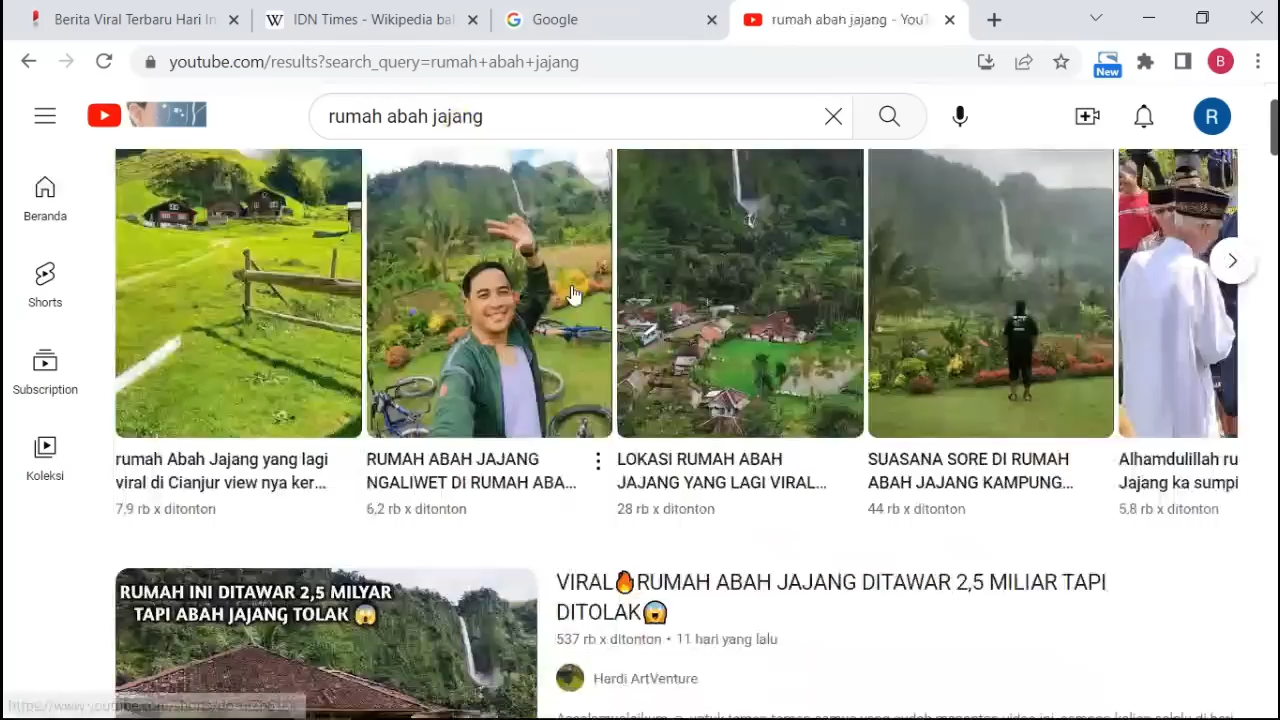 Berita Viral Terbaru Hari In
IDN Times - Wikipedia bal
Google
rumah abah jajang - YouT
youtube.com/results?search_query=rumah+abah+jajang
New
B
rumah abah jajang
R
Beranda
Shorts
Subscription
Koleksi
rumah Abah Jajang yang lagi
viral di Cianjur view nya ker...
7,9 rb x ditonton
RUMAH ABAH JAJANG
NGALIWET DI RUMAH ABA...
6,2 rb x ditonton
LOKASI RUMAH ABAH
JAJANG YANG LAGI VIRAL...
28 rb x ditonton
SUASANA SORE DI RUMAH
ABAH JAJANG KAMPUNG...
44 rb x ditonton
Alhamdulillah ru
Jajang ka sumpi
5,8 rb x ditonton
RUMAH INI DITAWAR 2,5 MILYAR
TAPI ABAH JAJANG TOLAK 😱
VIRAL🔥RUMAH ABAH JAJANG DITAWAR 2,5 MILIAR TAPI
DITOLAK😱
537 rb x ditonton • 11 hari yang lalu
Hardi ArtVenture